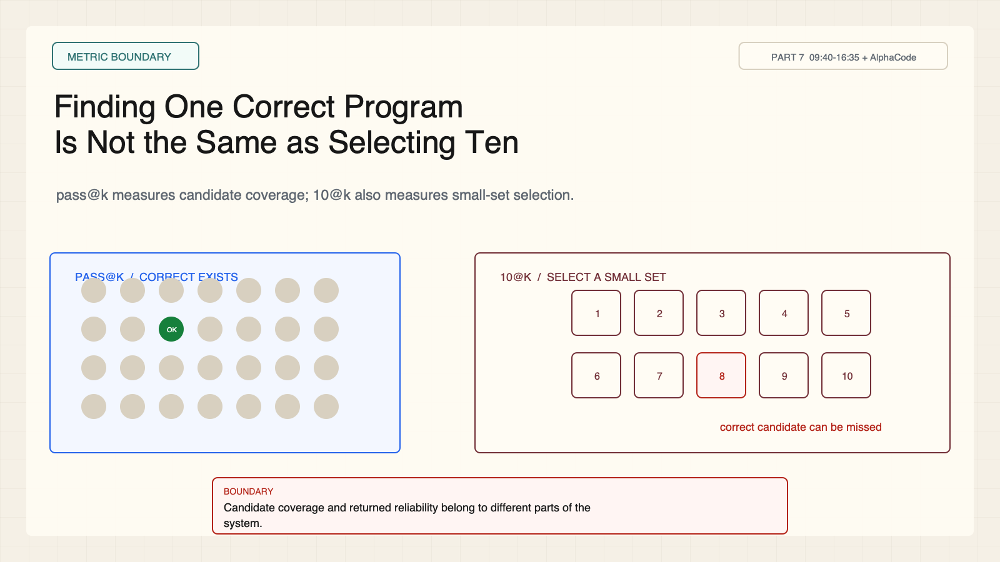 METRIC BOUNDARY
PART 7 09:40-16:35 + AlphaCode
Finding One Correct Program
Is Not the Same as Selecting Ten
pass@k measures candidate coverage; 10@k also measures small-set selection.
PASS@K / CORRECT EXISTS
OK
10@K / SELECT A SMALL SET
1 2 3 4 5
6 7 8 9 10
correct candidate can be missed
BOUNDARY
Candidate coverage and returned reliability belong to different parts of the
system.